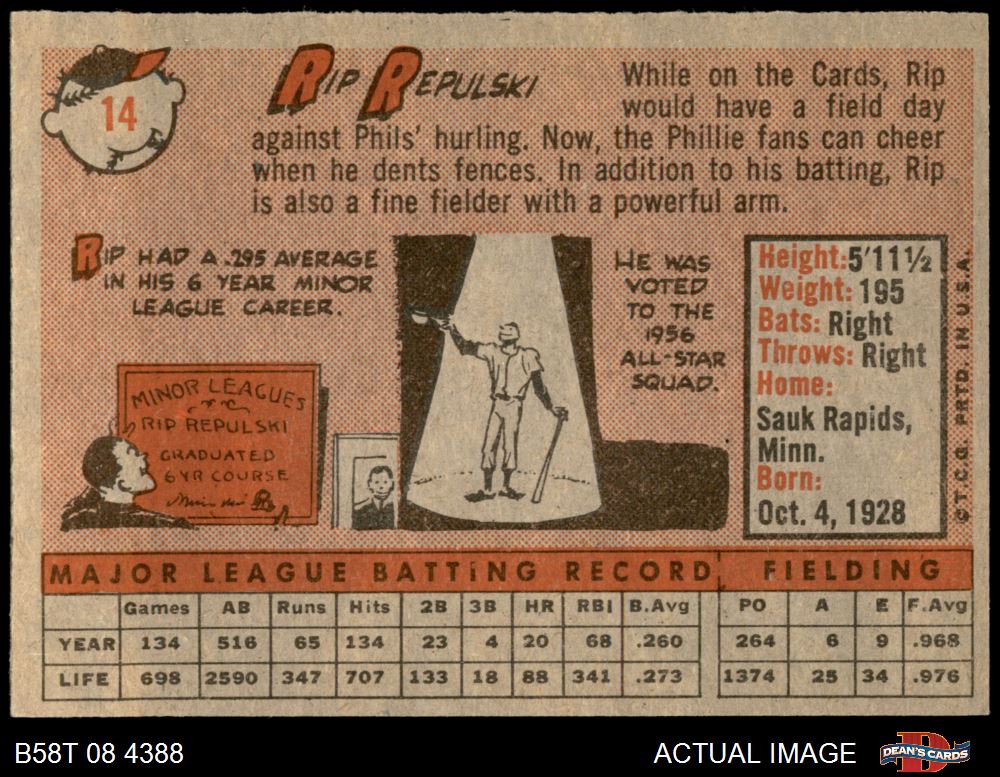 14
RIP REPULSKI
While on the Cards, Rip
would have a field day
against Phils' hurling. Now, the Phillie fans can cheer
when he dents fences. In addition to his batting, Rip
is also a fine fielder with a powerful arm.
RIP HAD A .295 AVERAGE
IN HIS 6 YEAR MINOR
LEAGUE CAREER.
MINOR LEAGUES
RIP REPULSKI
GRADUATED
6 YR COURSE
HE WAS
VOTED
TO THE
1956
ALL-STAR
SQUAD.
Height: 5'11½
Weight: 195
Bats: Right
Throws: Right
Home:
Sauk Rapids,
Minn.
Born:
Oct. 4, 1928
© T.C.G. PRTD. IN U.S.A.
MAJOR LEAGUE BATTING RECORD FIELDING
Games AB Runs Hits 2B 3B HR RBI B.Avg PO A E F.Avg
YEAR 134 516 65 134 23 4 20 68 .260 264 6 9 .968
LIFE 698 2590 347 707 133 18 88 341 .273 1374 25 34 .976
B58T 08 4388 ACTUAL IMAGE DEAN'S CARDS